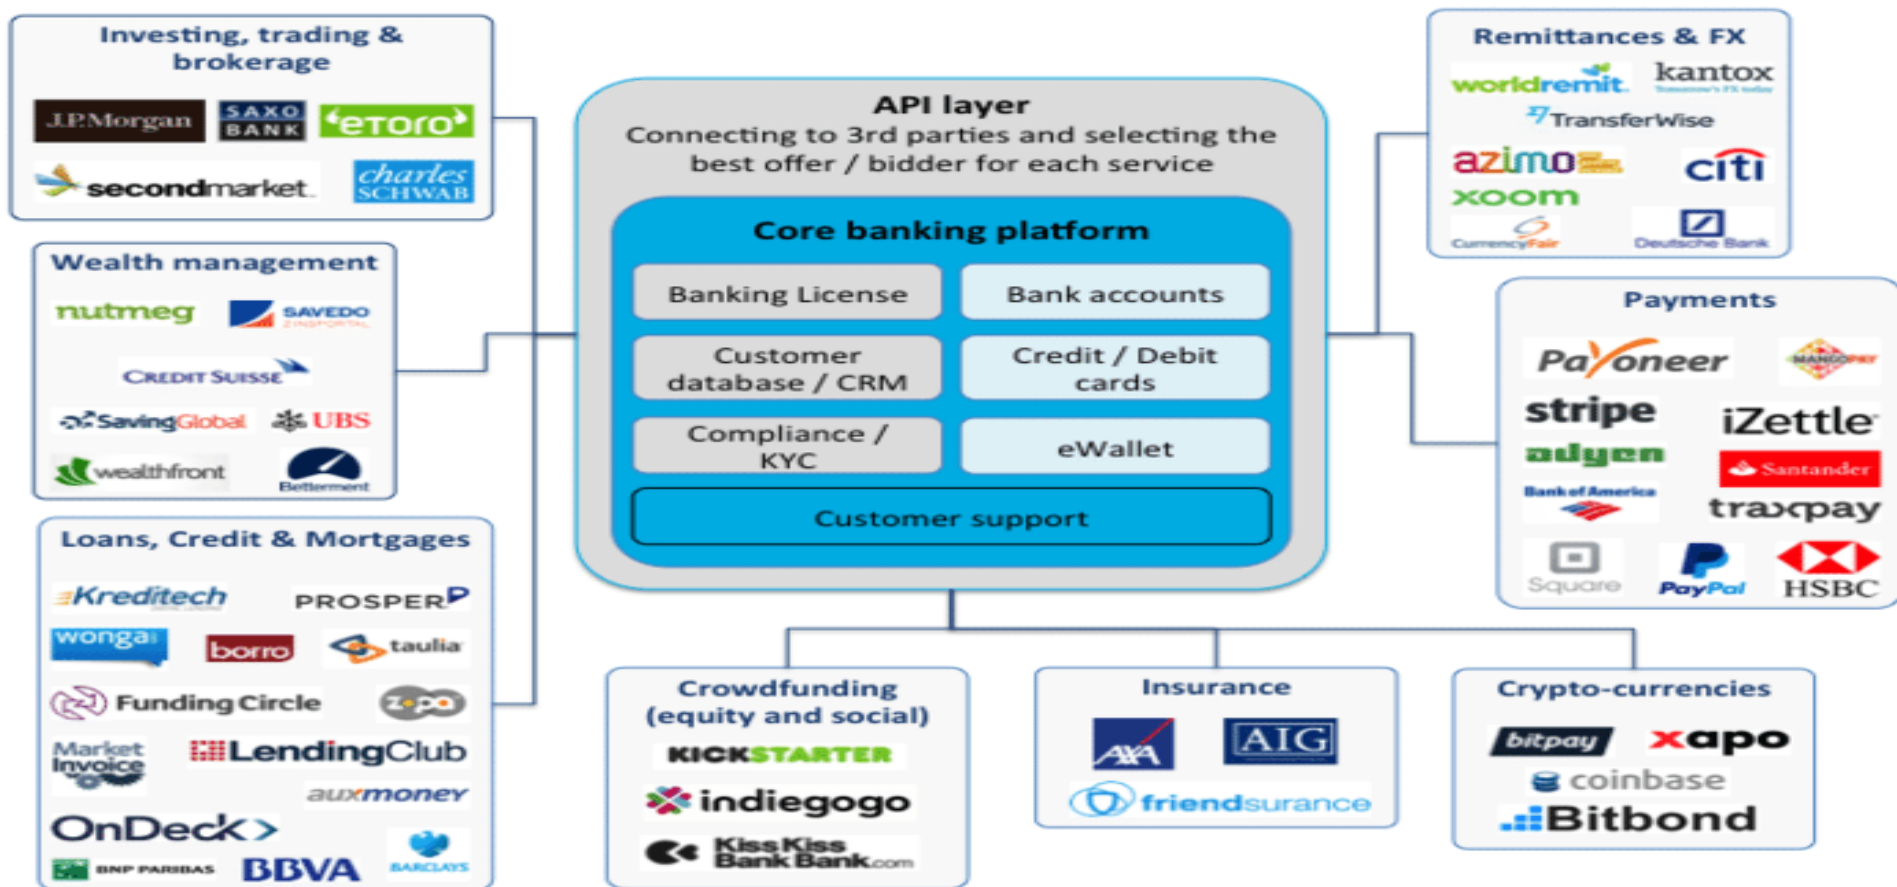 Investing, trading &
brokerage
J.P.Morgan
SAXO
BANK
eToro
secondmarket
charles
SCHWAB
Wealth management
nutmeg
SAVEDO
ZINSPORTAL
CREDIT SUISSE
SavingGlobal
UBS
wealthfront
Betterment
Loans, Credit & Mortgages
Kreditech
PROSPER
wonga
borro
taulia
Funding Circle
zopa
Market
Invoice
LendingClub
auxmoney
OnDeck
BNP PARIBAS
BBVA
BARCLAYS
API layer
Connecting to 3rd parties and selecting the
best offer / bidder for each service
Core banking platform
Banking License
Bank accounts
Customer
database / CRM
Credit / Debit
cards
Compliance /
KYC
eWallet
Customer support
Remittances & FX
worldremit
kantox
Tomorrow's FX today
TransferWise
azimo
citi
xoom
CurrencyFair
Deutsche Bank
Payments
Payoneer
MANGOPAY
stripe
iZettle
adyen
Santander
Bank of America
traxpay
Square
PayPal
HSBC
Crowdfunding
(equity and social)
KICKSTARTER
indiegogo
KissKiss
BankBank.com
Insurance
AXA
AIG
friendsurance
Crypto-currencies
bitpay
xapo
coinbase
Bitbond